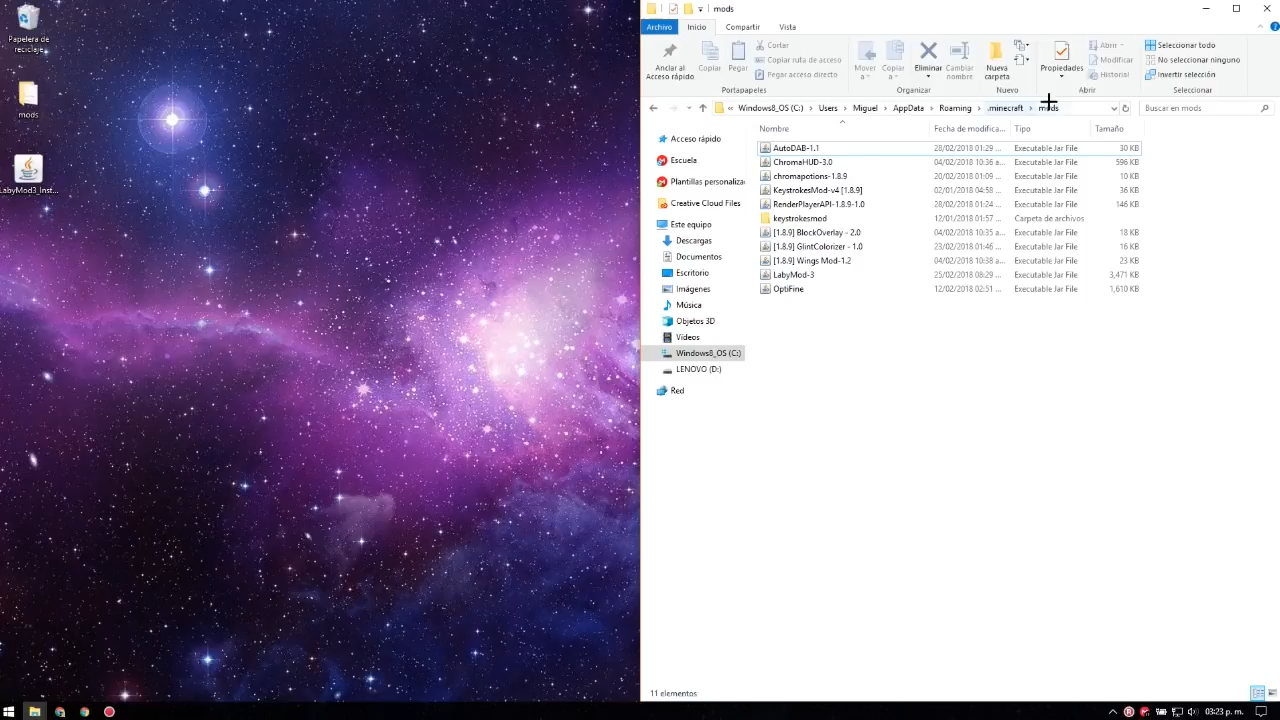 Papelera de
reciclaje
mods
LabyMod3_Inst...
mods
Archivo
Inicio
Compartir
Vista
Anclar al
Acceso rápido
Copiar
Pegar
Cortar
Copiar ruta de acceso
Pegar acceso directo
Portapapeles
Mover
a
Copiar
a
Eliminar
Cambiar
nombre
Organizar
Nueva
carpeta
Nuevo
Propiedades
Abrir
Modificar
Historial
Abrir
Seleccionar todo
No seleccionar ninguno
Invertir selección
Seleccionar
« Windows8_OS (C:) Users Miguel AppData Roaming .minecraft mods
Buscar en mods
Acceso rápido
Escuela
Plantillas personaliza
Creative Cloud Files
Este equipo
Descargas
Documentos
Escritorio
Imágenes
Música
Objetos 3D
Vídeos
Windows8_OS (C:)
LENOVO (D:)
Red
Nombre Fecha de modifica... Tipo Tamaño
AutoDAB-1.1 28/02/2018 01:29 ... Executable Jar File 30 KB
ChromaHUD-3.0 04/02/2018 10:36 a... Executable Jar File 596 KB
chromapotions-1.8.9 20/02/2018 01:09 ... Executable Jar File 10 KB
KeystrokesMod-v4 [1.8.9] 02/01/2018 04:58 ... Executable Jar File 36 KB
RenderPlayerAPI-1.8.9-1.0 28/02/2018 01:24 ... Executable Jar File 146 KB
keystrokesmod 12/01/2018 01:57 ... Carpeta de archivos
[1.8.9] BlockOverlay - 2.0 04/02/2018 10:35 a... Executable Jar File 18 KB
[1.8.9] GlintColorizer - 1.0 23/02/2018 01:46 ... Executable Jar File 16 KB
[1.8.9] Wings Mod-1.2 04/02/2018 10:38 a... Executable Jar File 23 KB
LabyMod-3 25/02/2018 08:29 ... Executable Jar File 3,471 KB
OptiFine 12/02/2018 02:51 ... Executable Jar File 1,610 KB
11 elementos
03:23 p. m.